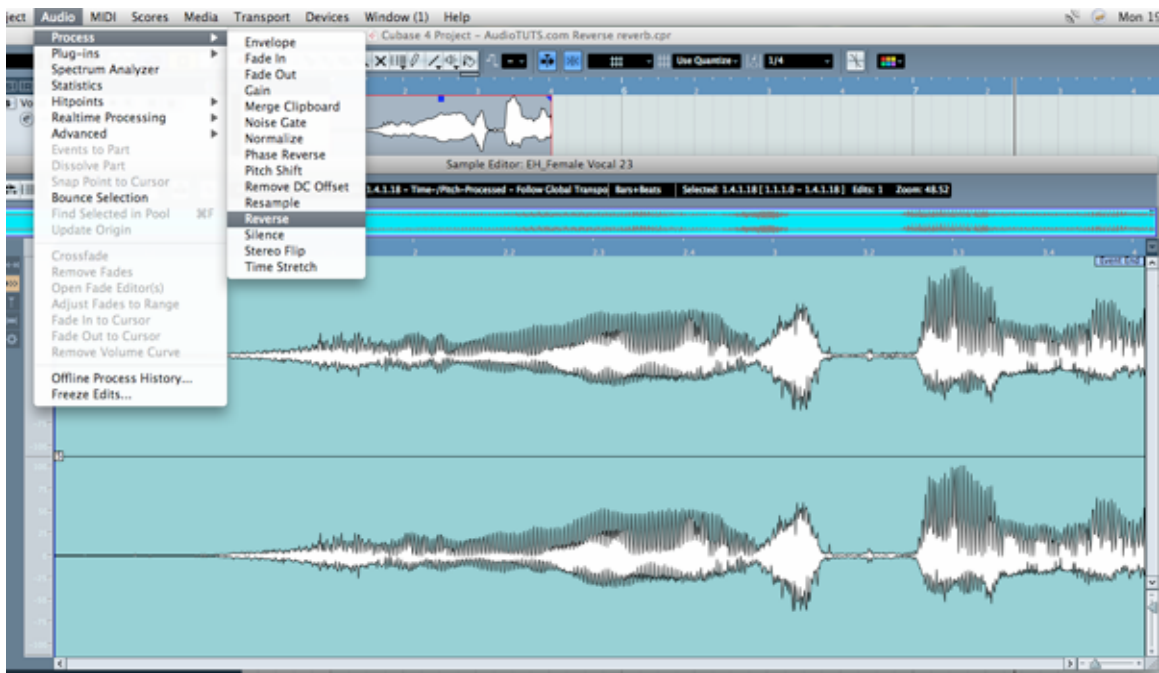 ject Audio MIDI Scores Media Transport Devices Window (1) Help Mon 19
Cubase 4 Project – AudioTUTS.com Reverse reverb.cpr
Use Quantize 1/4
Process
Plug-ins
Spectrum Analyzer
Statistics
Hitpoints
Realtime Processing
Advanced
Events to Part
Dissolve Part
Snap Point to Cursor
Bounce Selection
Find Selected in Pool ⌘F
Update Origin
Crossfade
Remove Fades
Open Fade Editor(s)
Adjust Fades to Range
Fade In to Cursor
Fade Out to Cursor
Remove Volume Curve
Offline Process History...
Freeze Edits...
Envelope
Fade In
Fade Out
Gain
Merge Clipboard
Noise Gate
Normalize
Phase Reverse
Pitch Shift
Remove DC Offset
Resample
Reverse
Silence
Stereo Flip
Time Stretch
Sample Editor: EH_Female Vocal 23
1.4.1.18 – Time-/Pitch-Processed – Follow Global Transpo Bars+Beats Selected: 1.4.1.18 [ 1.1.1.0 – 1.4.1.18 ] Edits: 1 Zoom: 48.52
Event End